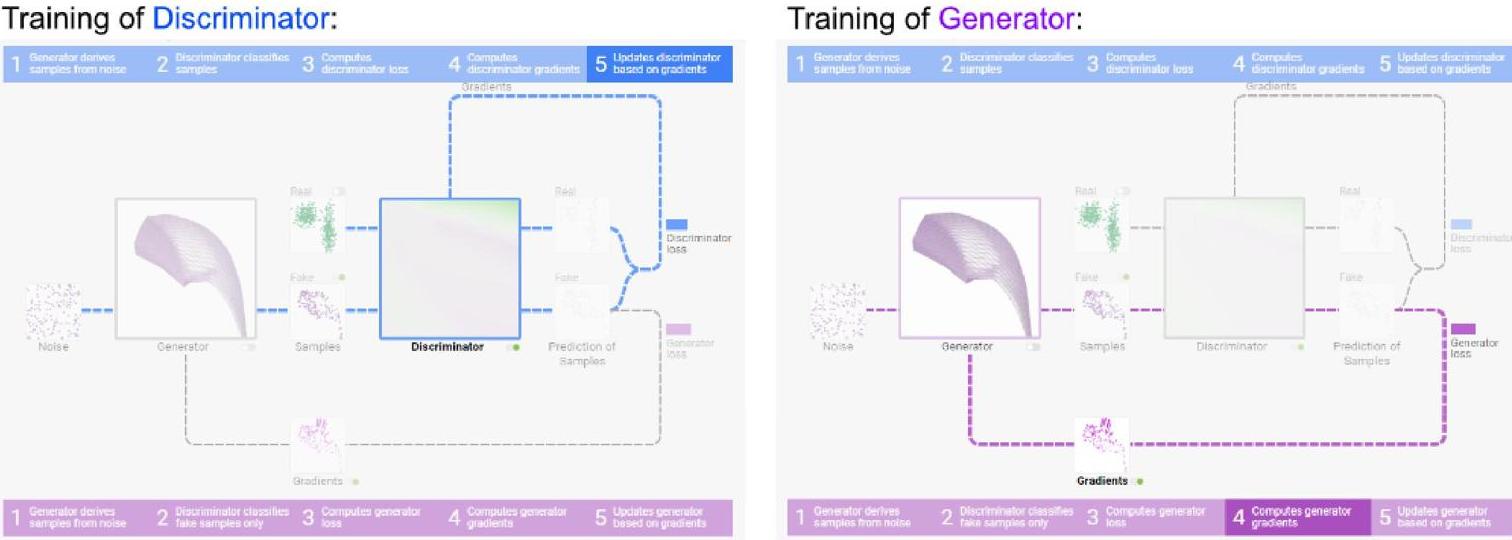 Training of Discriminator:
1 Generator derives
samples from noise
2 Discriminator classifies
samples
3 Computes
discriminator loss
4 Computes
discriminator gradients
5 Updates discriminator
based on gradients
Gradients
Real
Real
Discriminator
loss
Fake
Fake
Noise
Generator
Samples
Discriminator
Prediction of
Samples
Generator
loss
Gradients
1 Generator derives
samples from noise
2 Discriminator classifies
fake samples only
3 Computes generator
loss
4 Computes generator
gradients
5 Updates generator
based on gradients
Training of Generator:
1 Generator derives
samples from noise
2 Discriminator classifies
samples
3 Computes
discriminator loss
4 Computes
discriminator gradients
5 Updates discriminator
based on gradients
Gradients
Real
Real
Discriminator
loss
Fake
Fake
Noise
Generator
Samples
Discriminator
Prediction of
Samples
Generator
loss
Gradients
1 Generator derives
samples from noise
2 Discriminator classifies
fake samples only
3 Computes generator
loss
4 Computes generator
gradients
5 Updates generator
based on gradients